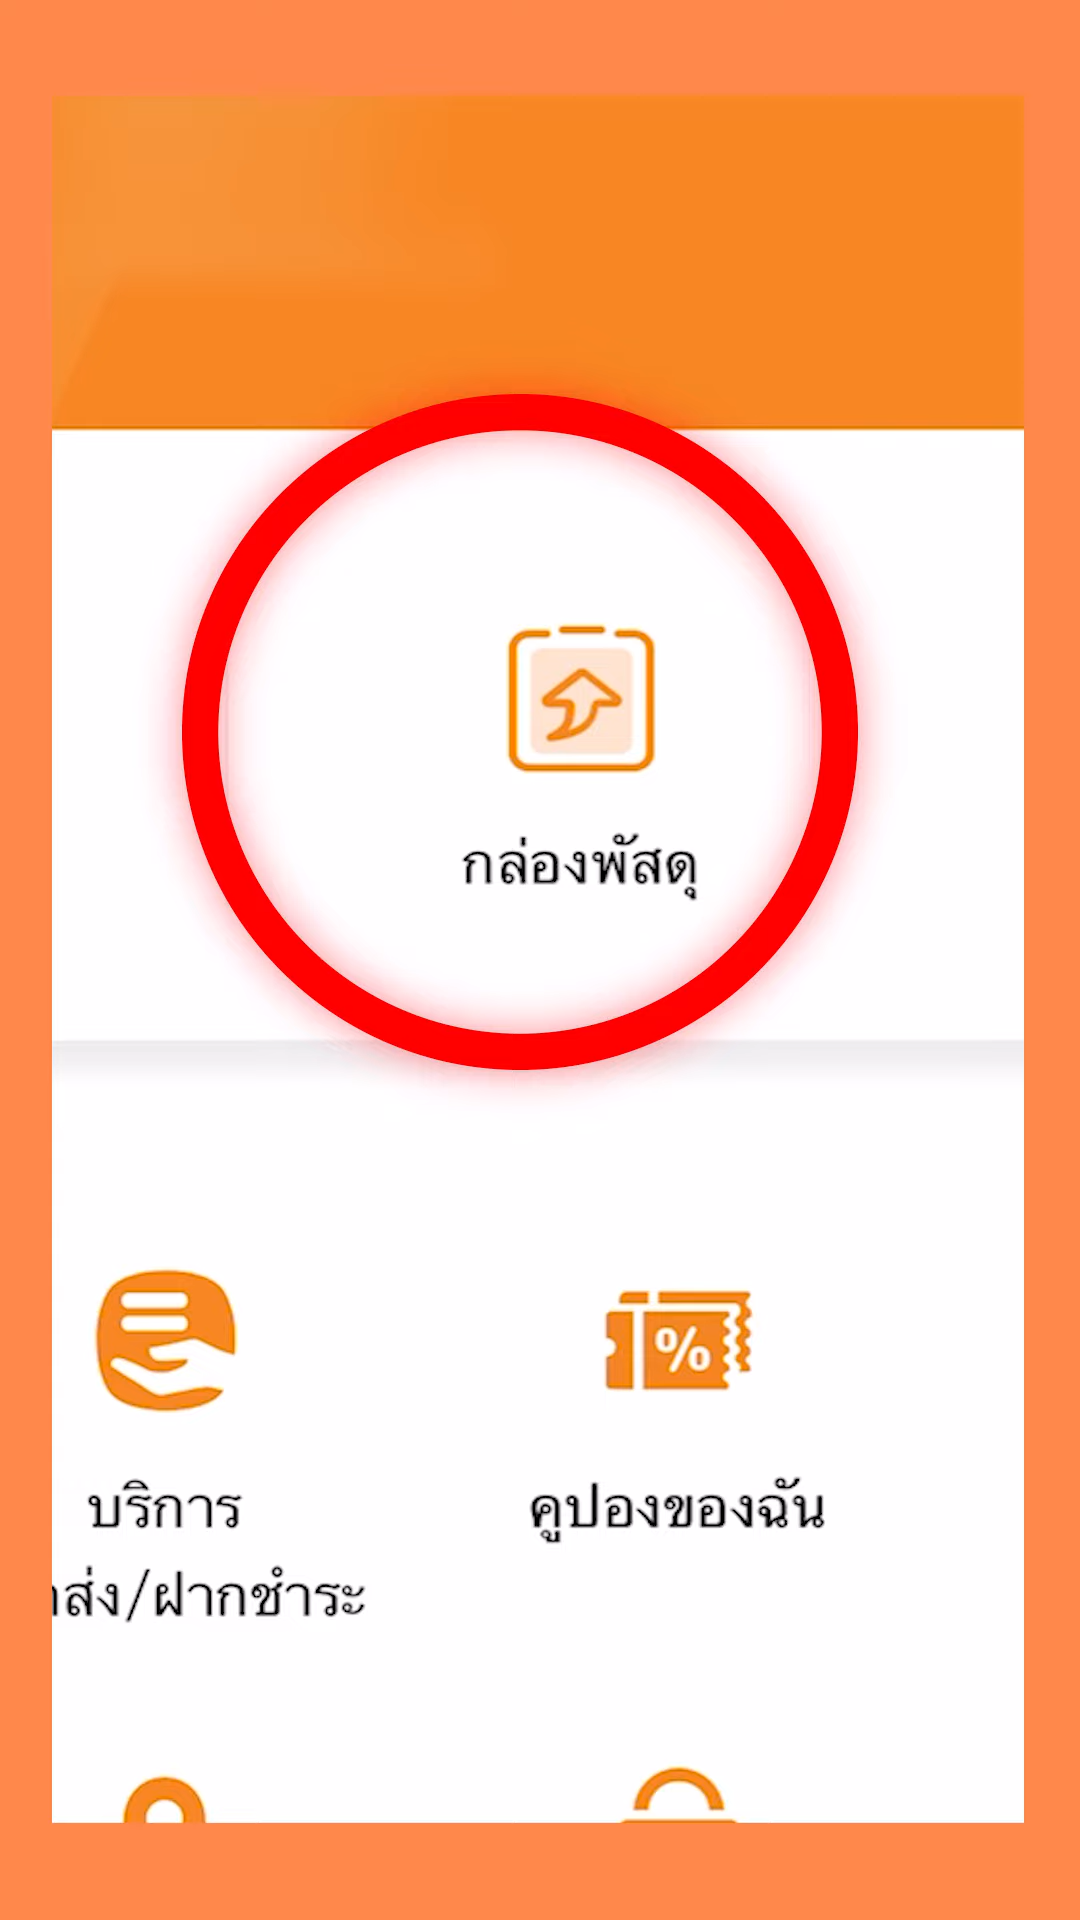 กล่องพัสดุ
%
บริการ
คูปองของฉัน
ส่ง/ฝากชำระ